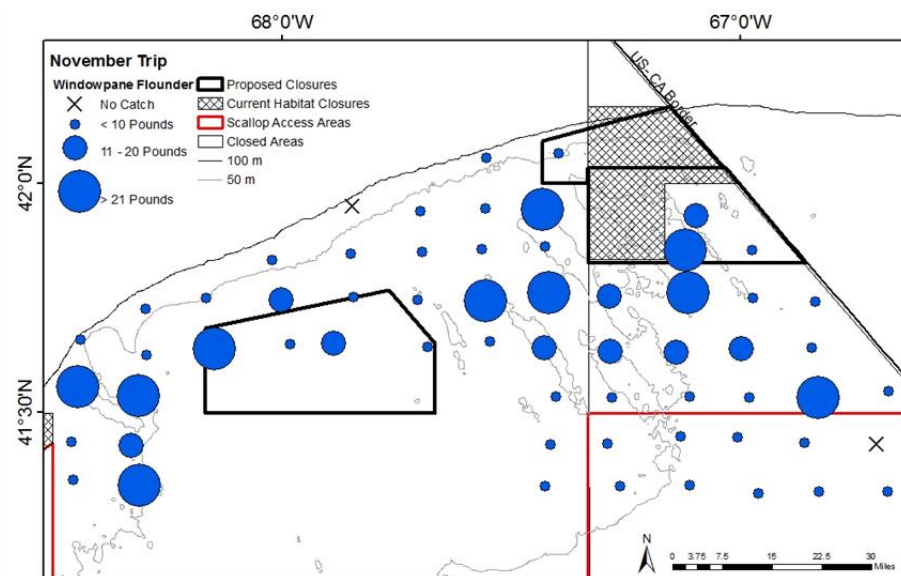 68°0'W
67°0'W
November Trip
Windowpane Flounder
No Catch
< 10 Pounds
11 - 20 Pounds
> 21 Pounds
Proposed Closures
Current Habitat Closures
Scallop Access Areas
Closed Areas
100 m
50 m
US- CA Border
42°0'N
41°30'N
N
0 3.75 7.5 15 22.5 30
Miles